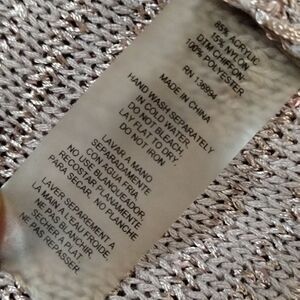 85% ACRYLIC
15% NYLON
DTM CHIFFON
100% POLYESTER
RN 136994
MADE IN CHINA
HAND WASH SEPARATELY
IN COLD WATER.
DO NOT BLEACH.
LAY FLAT TO DRY.
DO NOT IRON.
LAVAR A MANO
SEPARADAMENTE
CON AGUA FRIA.
NO USE BLANQUEADOR.
RECOSTAR EN PLANO
PARA SECAR. NO PLANCHE
LAVER SEPAREMENT A
LA MAIN A L'EAU FROIDE.
NE PAS BLANCHIR.
SECHER A PLAT.
NE PAS REPASSER